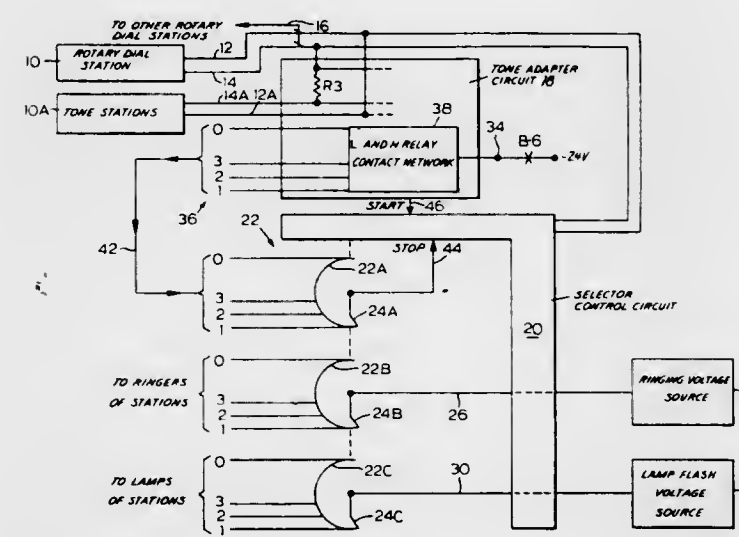 TO OTHER ROTARY
DIAL STATIONS
16
10
ROTARY DIAL
STATION
12
14
10A
TONE STATIONS
14A
12A
R3
TONE ADAPTER
CIRCUIT 18
38
L AND H RELAY
CONTACT NETWORK
34
B-6
-24V
0
3
2
1
36
START
46
42
22
STOP
44
0
3
2
1
22A
24A
SELECTOR
CONTROL CIRCUIT
20
TO RINGERS
OF STATIONS
0
3
2
1
22B
24B
26
RINGING VOLTAGE
SOURCE
TO LAMPS
OF STATIONS
0
3
2
1
22C
24C
30
LAMP FLASH
VOLTAGE
SOURCE